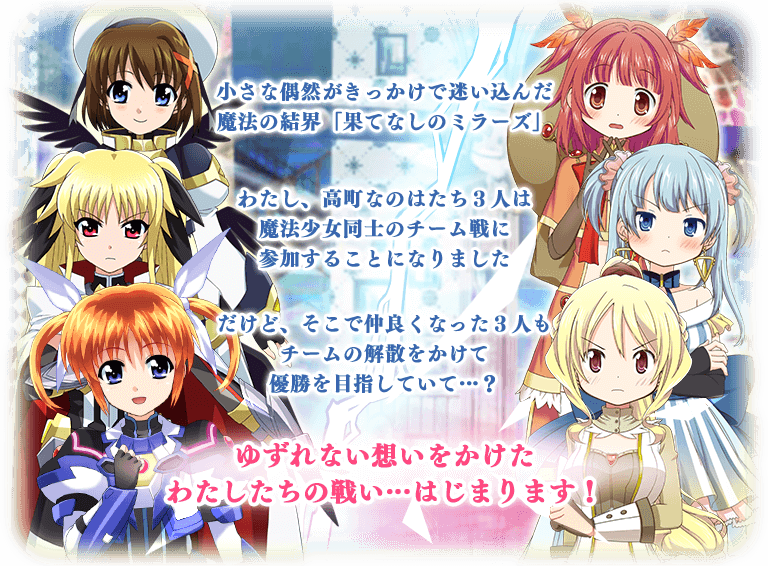 小さな偶然がきっかけで迷い込んだ
魔法の結界「果てなしのミラーズ」
わたし、高町なのはたち３人は
魔法少女同士のチーム戦に
参加することになりました
だけど、そこで仲良くなった３人も
チームの解散をかけて
優勝を目指していて…？
ゆずれない想いをかけた
わたしたちの戦い…はじまります！